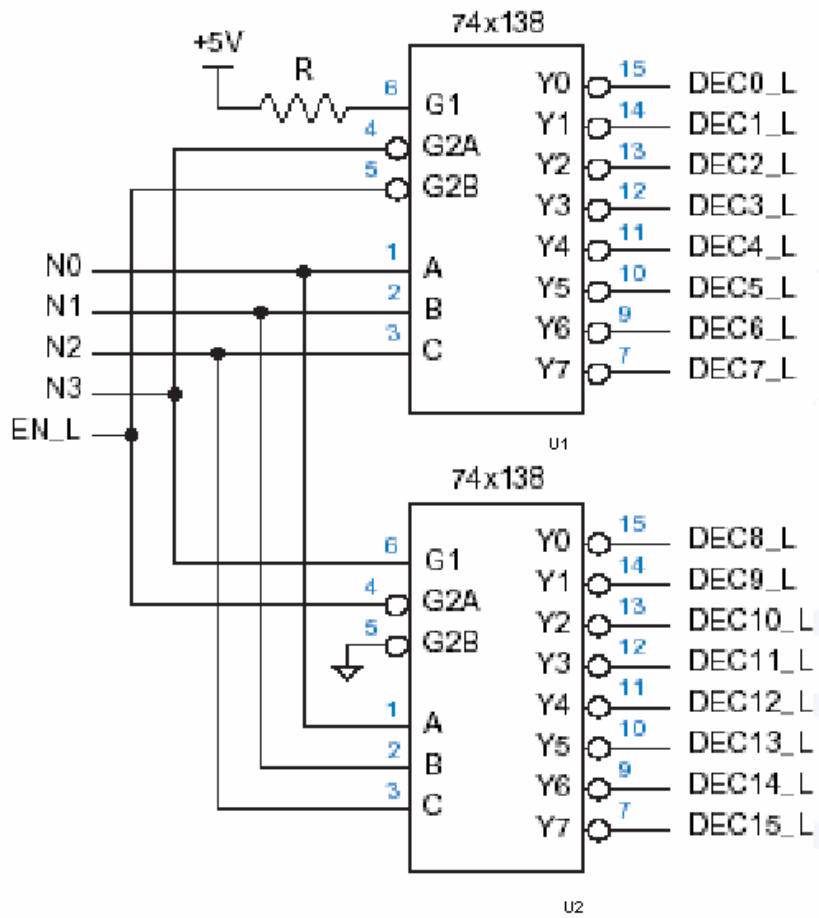 74x138
+5V
R
6 G1
4 G2A
5 G2B
N0 1 A
N1 2 B
N2 3 C
N3
EN_L
Y0 15 DEC0_L
Y1 14 DEC1_L
Y2 13 DEC2_L
Y3 12 DEC3_L
Y4 11 DEC4_L
Y5 10 DEC5_L
Y6 9 DEC6_L
Y7 7 DEC7_L
U1
74x138
6 G1
4 G2A
5 G2B
1 A
2 B
3 C
Y0 15 DEC8_L
Y1 14 DEC9_L
Y2 13 DEC10_L
Y3 12 DEC11_L
Y4 11 DEC12_L
Y5 10 DEC13_L
Y6 9 DEC14_L
Y7 7 DEC15_L
U2